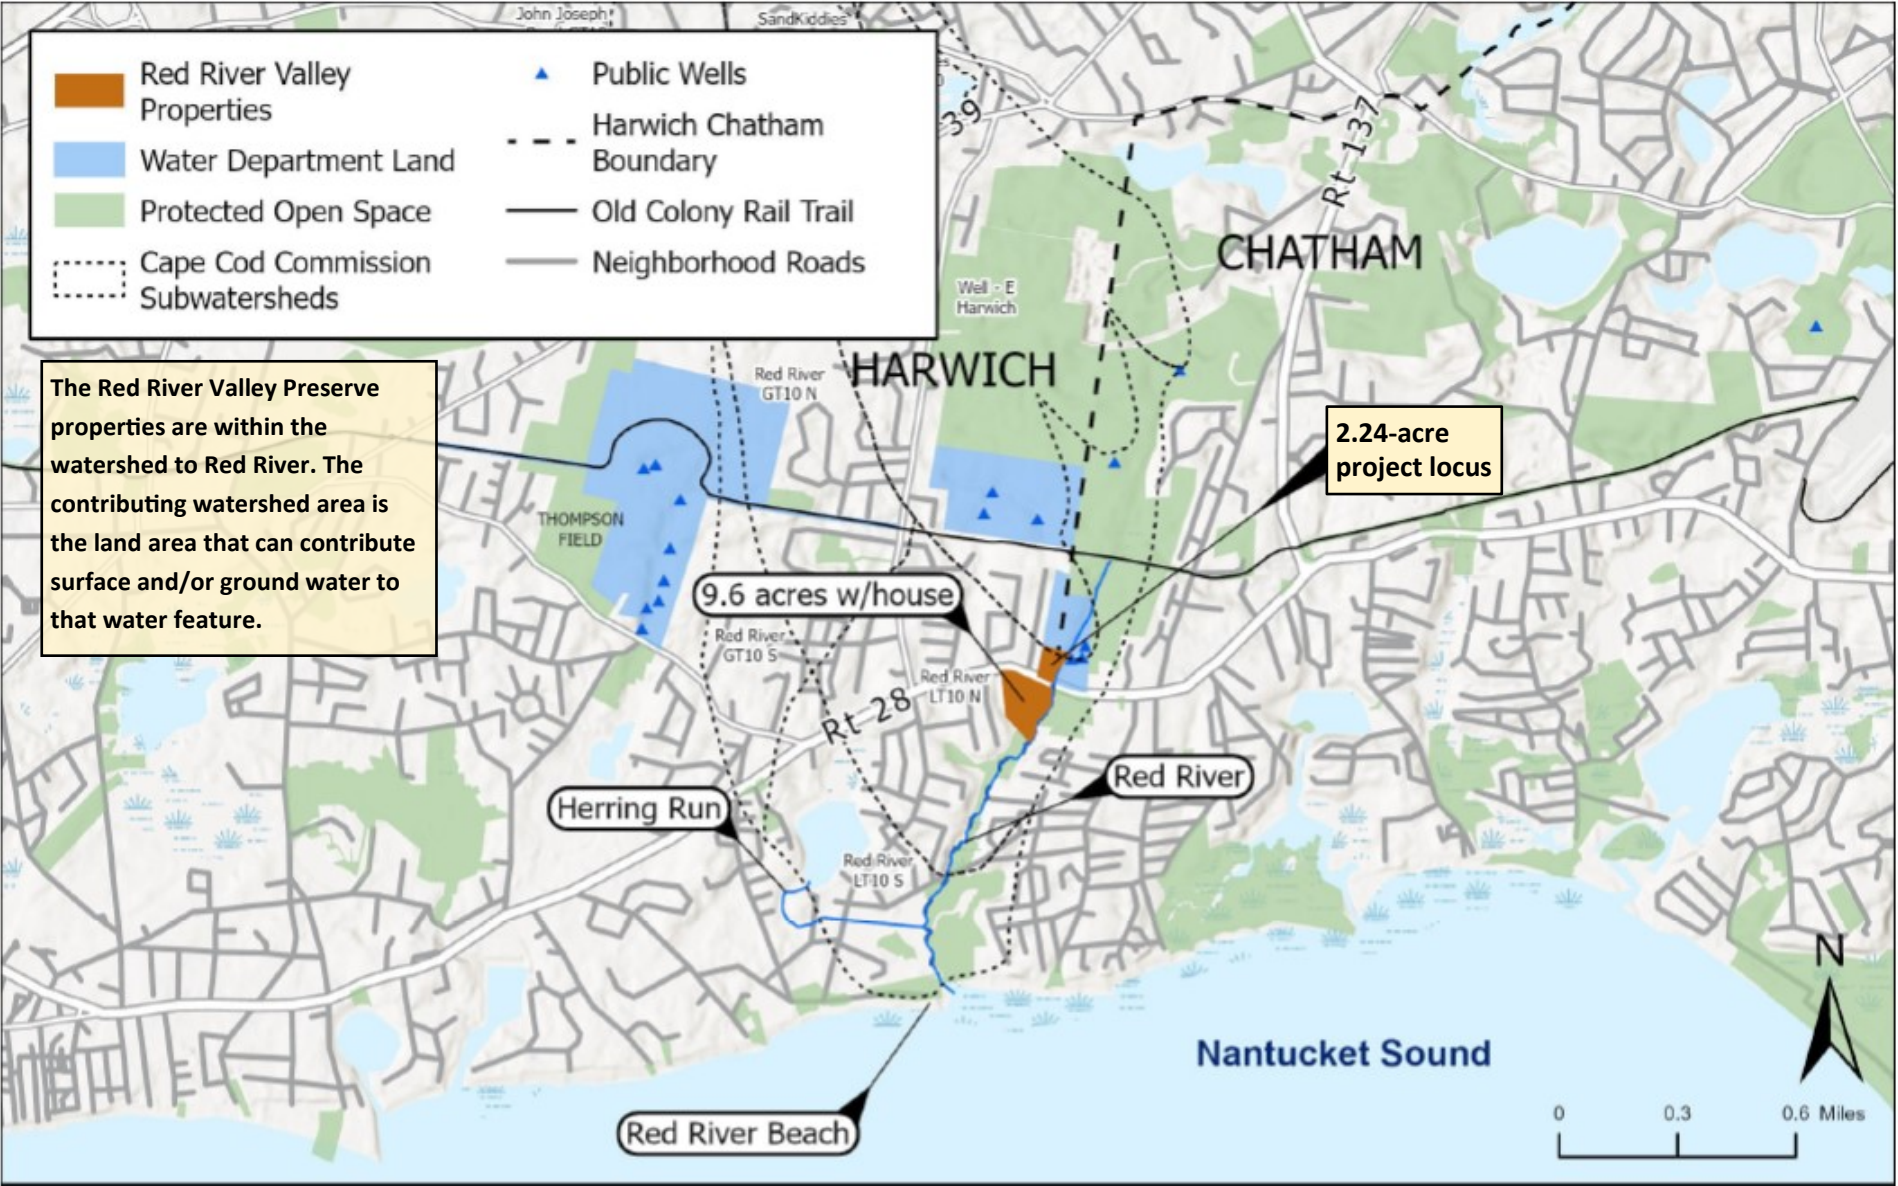 John Joseph
SandKiddies
Red River Valley
Properties
Water Department Land
Protected Open Space
Cape Cod Commission
Subwatersheds
Public Wells
Harwich Chatham
Boundary
Old Colony Rail Trail
Neighborhood Roads
39
Rt 137
CHATHAM
Well - E
Harwich
HARWICH
Red River
GT10 N
The Red River Valley Preserve
properties are within the
watershed to Red River. The
contributing watershed area is
the land area that can contribute
surface and/or ground water to
that water feature.
2.24-acre
project locus
THOMPSON
FIELD
9.6 acres w/house
Red River
GT10 S
Red River
LT10 N
Rt 28
Red River
Herring Run
Red River
LT10 S
N
Nantucket Sound
Red River Beach
0 0.3 0.6 Miles